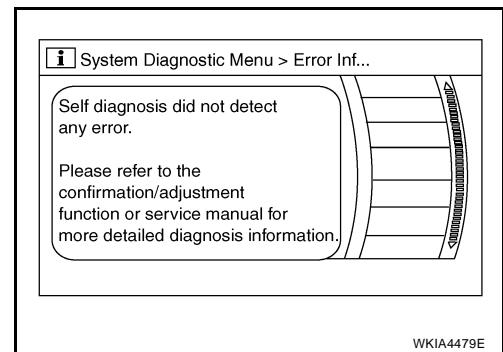 i System Diagnostic Menu > Error Inf...
Self diagnosis did not detect
any error.
Please refer to the
confirmation/adjustment
function or service manual for
more detailed diagnosis information.
WKIA4479E